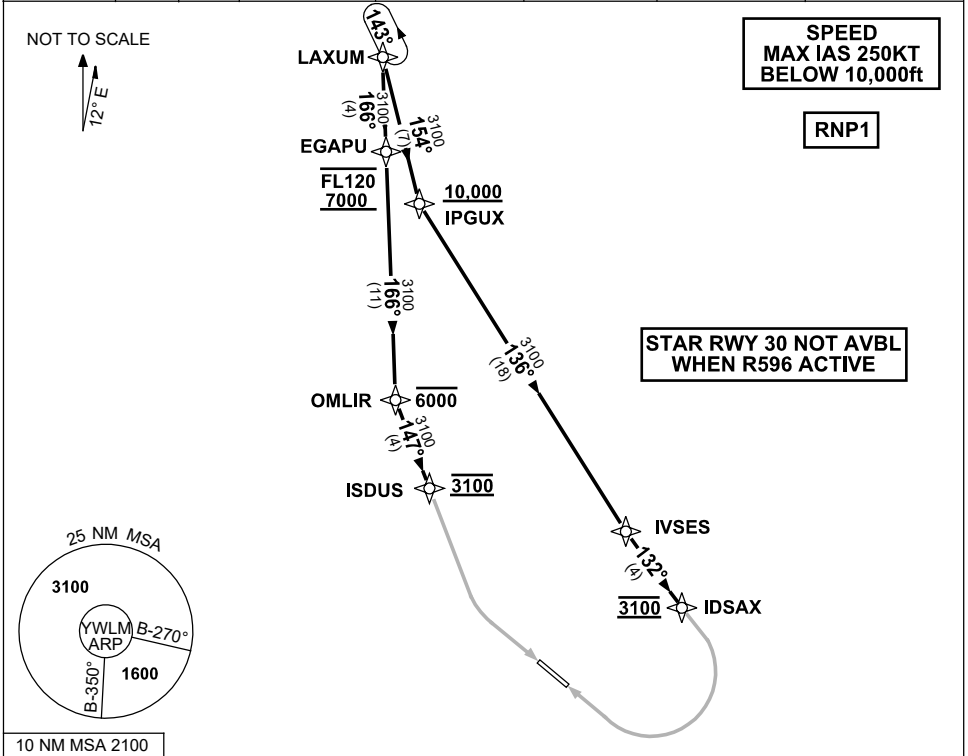 NOT TO SCALE
12° E
143°
LAXUM
SPEED
MAX IAS 250KT
BELOW 10,000ft
RNP1
3100
166°
(4)
3100
154°
(7)
EGAPU
FL120
7000
10,000
IPGUX
3100
166°
(11)
3100
136°
(18)
STAR RWY 30 NOT AVBL
WHEN R596 ACTIVE
OMLIR
6000
3100
147°
(4)
ISDUS
3100
IVSES
132°
(4)
3100
IDSAX
25 NM MSA
3100
YWLM
ARP
B-270°
B-350°
1600
10 NM MSA 2100